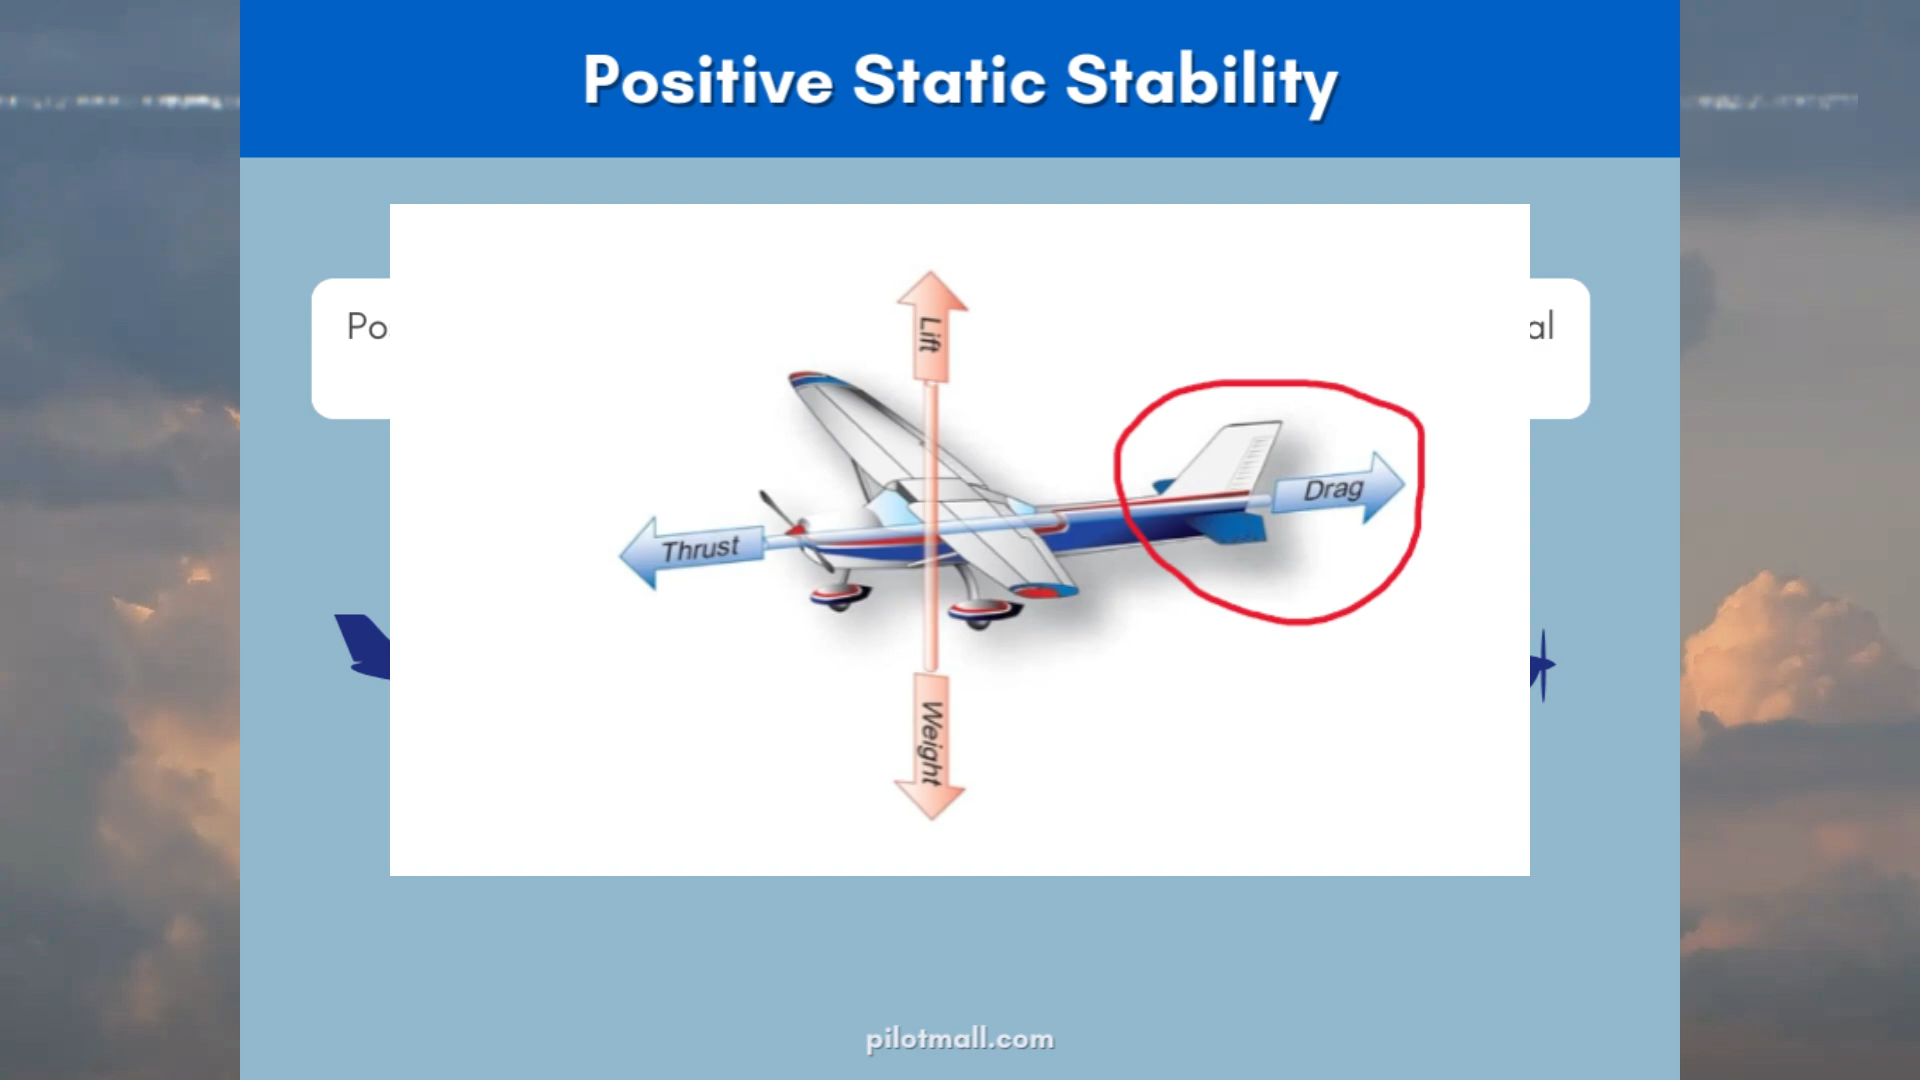 Positive Static Stability
Po
al
Lift
Drag
Thrust
Weight
pilotmall.com